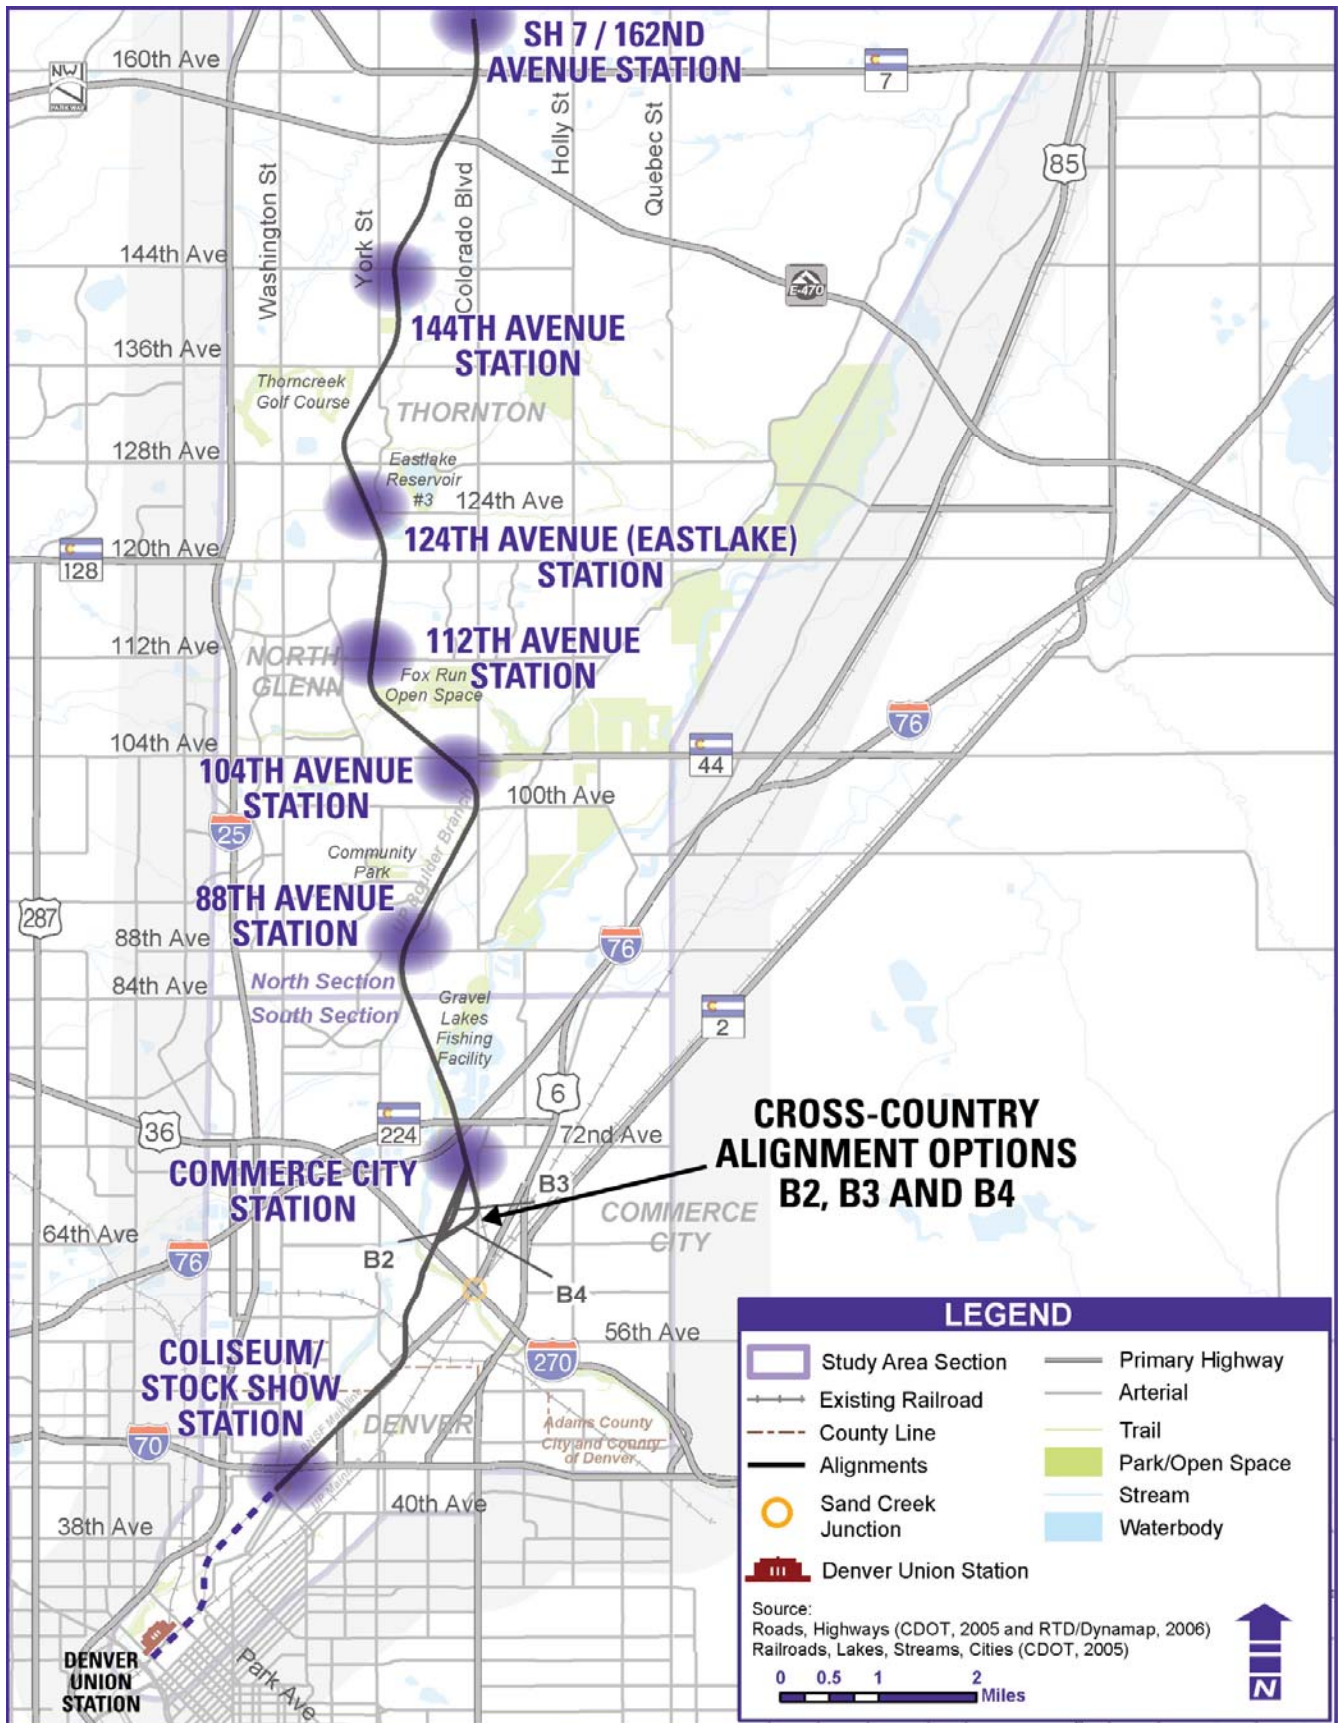 SH 7 / 162ND
AVENUE STATION
160th Ave
NW
PARKWAY
7
Holly St
Quebec St
85
Washington St
York St
Colorado Blvd
144th Ave
E-470
144TH AVENUE
STATION
136th Ave
Thorncreek
Golf Course
THORNTON
128th Ave
Eastlake
Reservoir
#3
124th Ave
124TH AVENUE (EASTLAKE)
STATION
120th Ave
128
112th Ave
112TH AVENUE
STATION
NORTH
GLENN
Fox Run
Open Space
76
104th Ave
44
104TH AVENUE
STATION
100th Ave
25
UP Boulder Branch
Community
Park
88TH AVENUE
STATION
287
88th Ave
76
84th Ave
North Section
South Section
Gravel
Lakes
Fishing
Facility
2
6
36
224
72nd Ave
CROSS-COUNTRY
ALIGNMENT OPTIONS
B2, B3 AND B4
COMMERCE CITY
STATION
B3
COMMERCE
CITY
64th Ave
76
B2
B4
56th Ave
270
COLISEUM/
STOCK SHOW
STATION
BNSF Mainline
UP Mainline
DENVER
Adams County
City and County
of Denver
70
40th Ave
38th Ave
DENVER
UNION
STATION
Park Ave
LEGEND
Study Area Section
Existing Railroad
County Line
Alignments
Sand Creek
Junction
Denver Union Station
Primary Highway
Arterial
Trail
Park/Open Space
Stream
Waterbody
Source:
Roads, Highways (CDOT, 2005 and RTD/Dynamap, 2006)
Railroads, Lakes, Streams, Cities (CDOT, 2005)
0 0.5 1 2
Miles
N